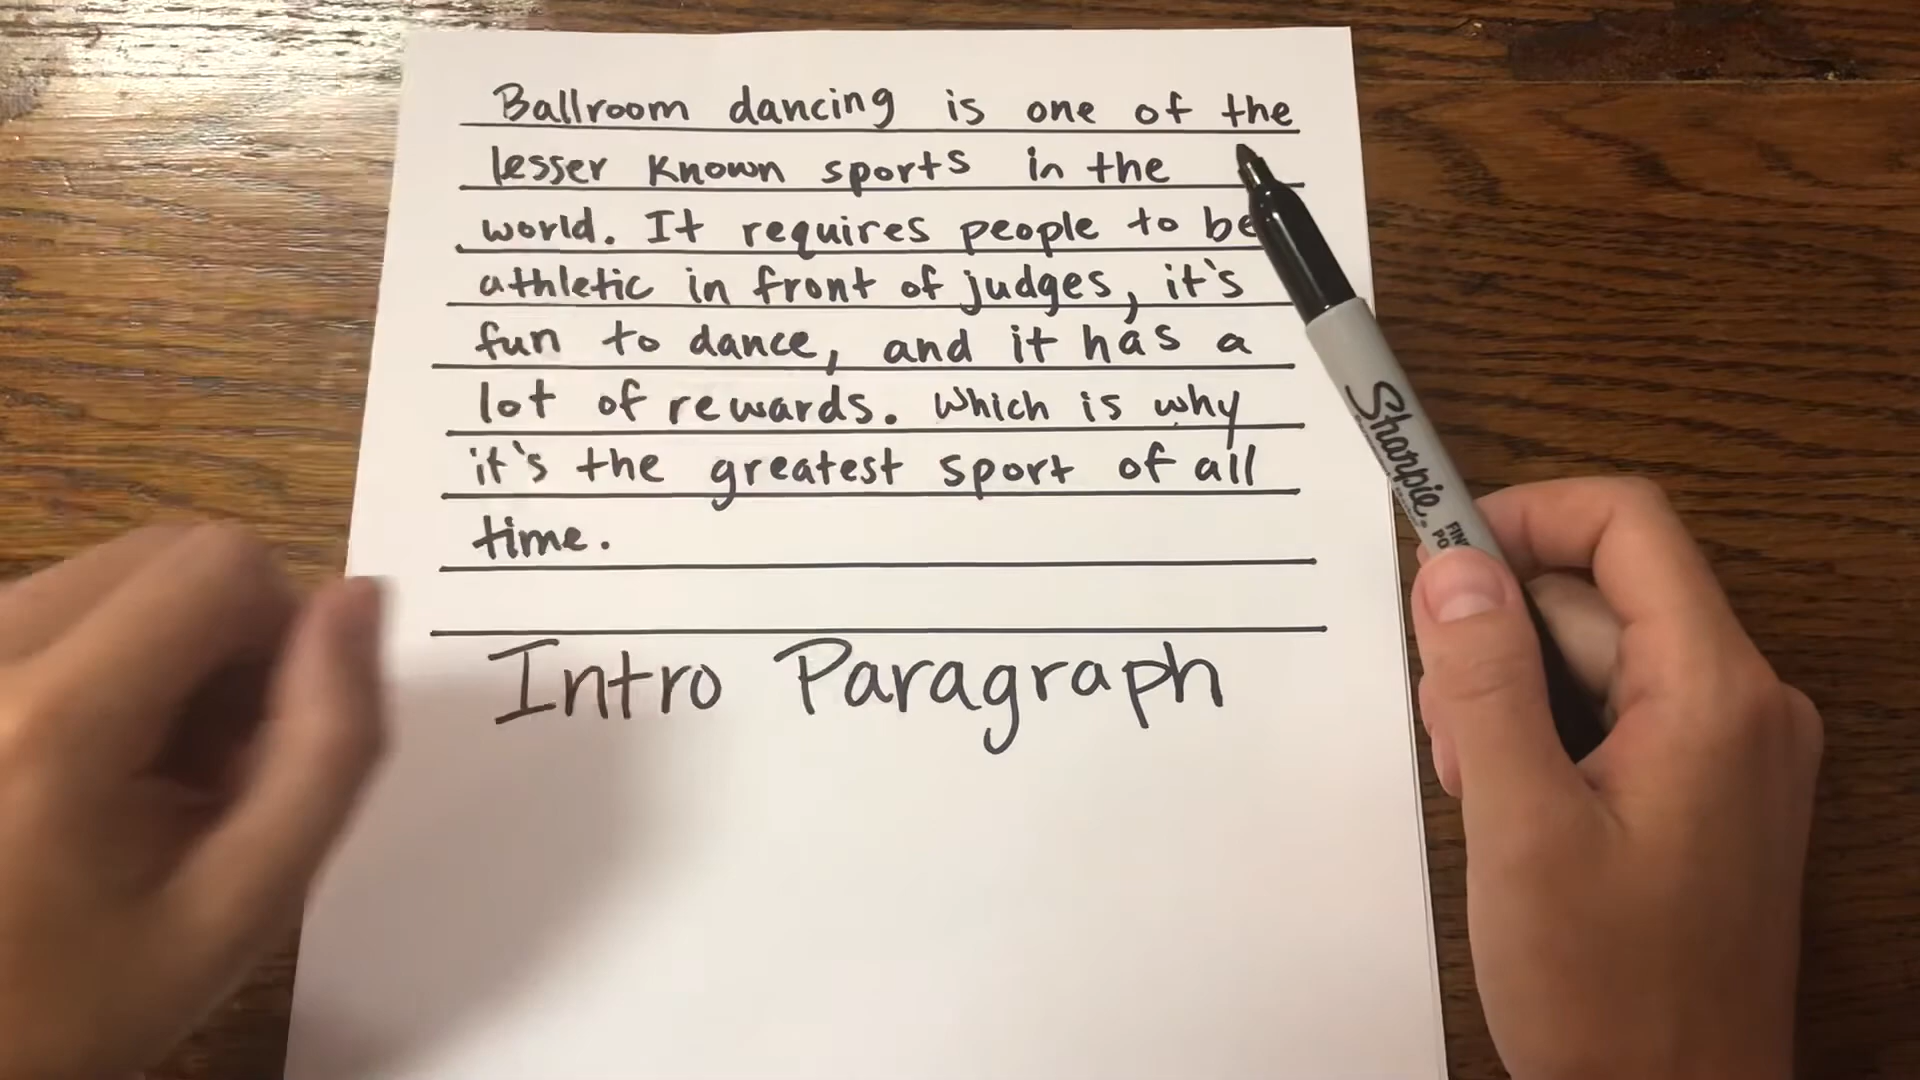 Ballroom dancing is one of the
lesser known sports in the
world. It requires people to be
athletic in front of judges, it's
fun to dance, and it has a
lot of rewards. Which is why
it's the greatest sport of all
time.
Intro Paragraph
Sharpie.